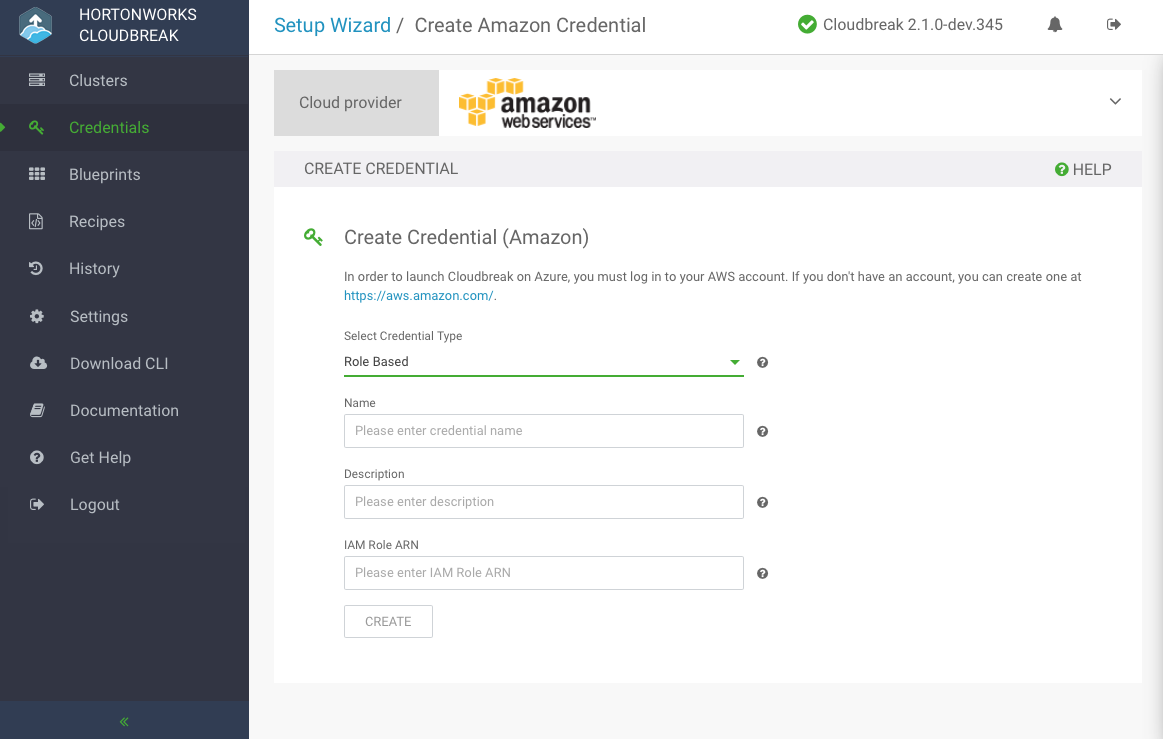 HORTONWORKS
CLOUDBREAK
Clusters
Credentials
Blueprints
Recipes
History
Settings
Download CLI
Documentation
Get Help
Logout
Setup Wizard / Create Amazon Credential
Cloudbreak 2.1.0-dev.345
Cloud provider
amazon
web services™
CREATE CREDENTIAL
HELP
Create Credential (Amazon)
In order to launch Cloudbreak on Azure, you must log in to your AWS account. If you don't have an account, you can create one at
https://aws.amazon.com/.
Select Credential Type
Role Based
Name
Please enter credential name
Description
Please enter description
IAM Role ARN
Please enter IAM Role ARN
CREATE